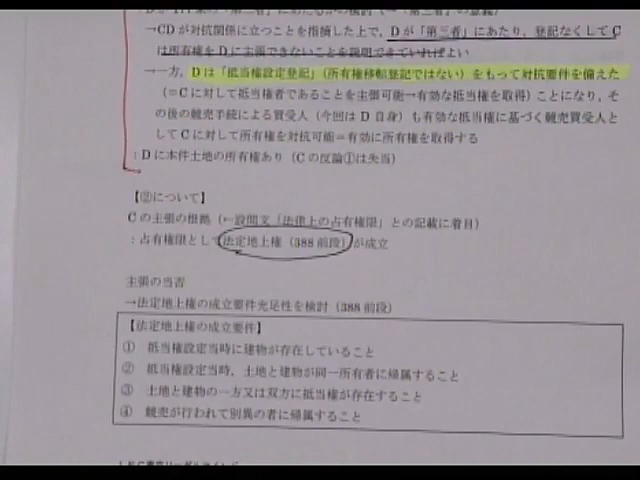 →CDが対抗関係に立つことを指摘した上で、Dが「第三者」にあたり、登記なくしてC
は所有権をDに主張できないことを説明できていればよい
→一方、Dは「抵当権設定登記」（所有権移転登記ではない）をもって対抗要件を備えた
（＝Cに対して抵当権者であることを主張可能→有効な抵当権を取得）ことになり、そ
の後の競売手続による買受人（今回はD自身）も有効な抵当権に基づく競売買受人と
してCに対して所有権を対抗可能＝有効に所有権を取得する
：Dに本件土地の所有権あり（Cの反論①は失当）
【②について】
Cの主張の根拠（←設問文「法律上の占有権限」との記載に着目）
：占有権限として法定地上権（388前段）が成立
主張の当否
→法定地上権の成立要件充足性を検討（388前段）
【法定地上権の成立要件】
① 抵当権設定当時に建物が存在していること
② 抵当権設定当時、土地と建物が同一所有者に帰属すること
③ 土地と建物の一方又は双方に抵当権が存在すること
④ 競売が行われて別異の者に帰属すること